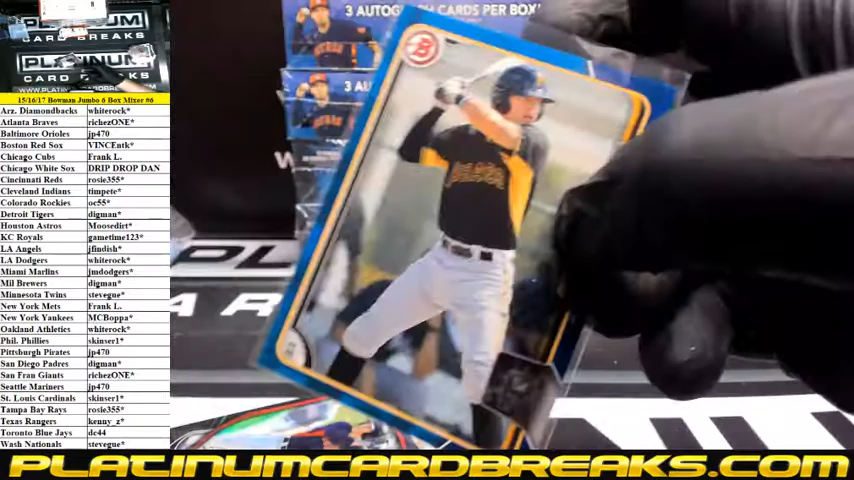 PLATINUM
CARD BREAKS
PLATINUM
CARD BREAKS
15/16/17 Bowman Jumbo 6 Box Mixer #6
Arz. Diamondbacks whiterock*
Atlanta Braves richezONE*
Baltimore Orioles jp470
Boston Red Sox VINCEntk*
Chicago Cubs Frank L.
Chicago White Sox DRIP DROP DAN
Cincinnati Reds rosie355*
Cleveland Indians timpete*
Colorado Rockies oc55*
Detroit Tigers digman*
Houston Astros Moosedirt*
KC Royals gametime123*
LA Angels jfindish*
LA Dodgers whiterock*
Miami Marlins jmdodgers*
Mil Brewers digman*
Minnesota Twins stevegue*
New York Mets Frank L.
New York Yankees MCBoppa*
Oakland Athletics whiterock*
Phil. Phillies skinser1*
Pittsburgh Pirates jp470
San Diego Padres digman*
San Fran Giants richezONE*
Seattle Mariners jp470
St. Louis Cardinals skinser1*
Tampa Bay Rays rosie355*
Texas Rangers kenny_z*
Toronto Blue Jays dc44
Wash Nationals stevegue*
3 AUTOGRAPH CARDS PER BOX!
3 AUTOG
B
PLATINUMCARDBREAKS.COM